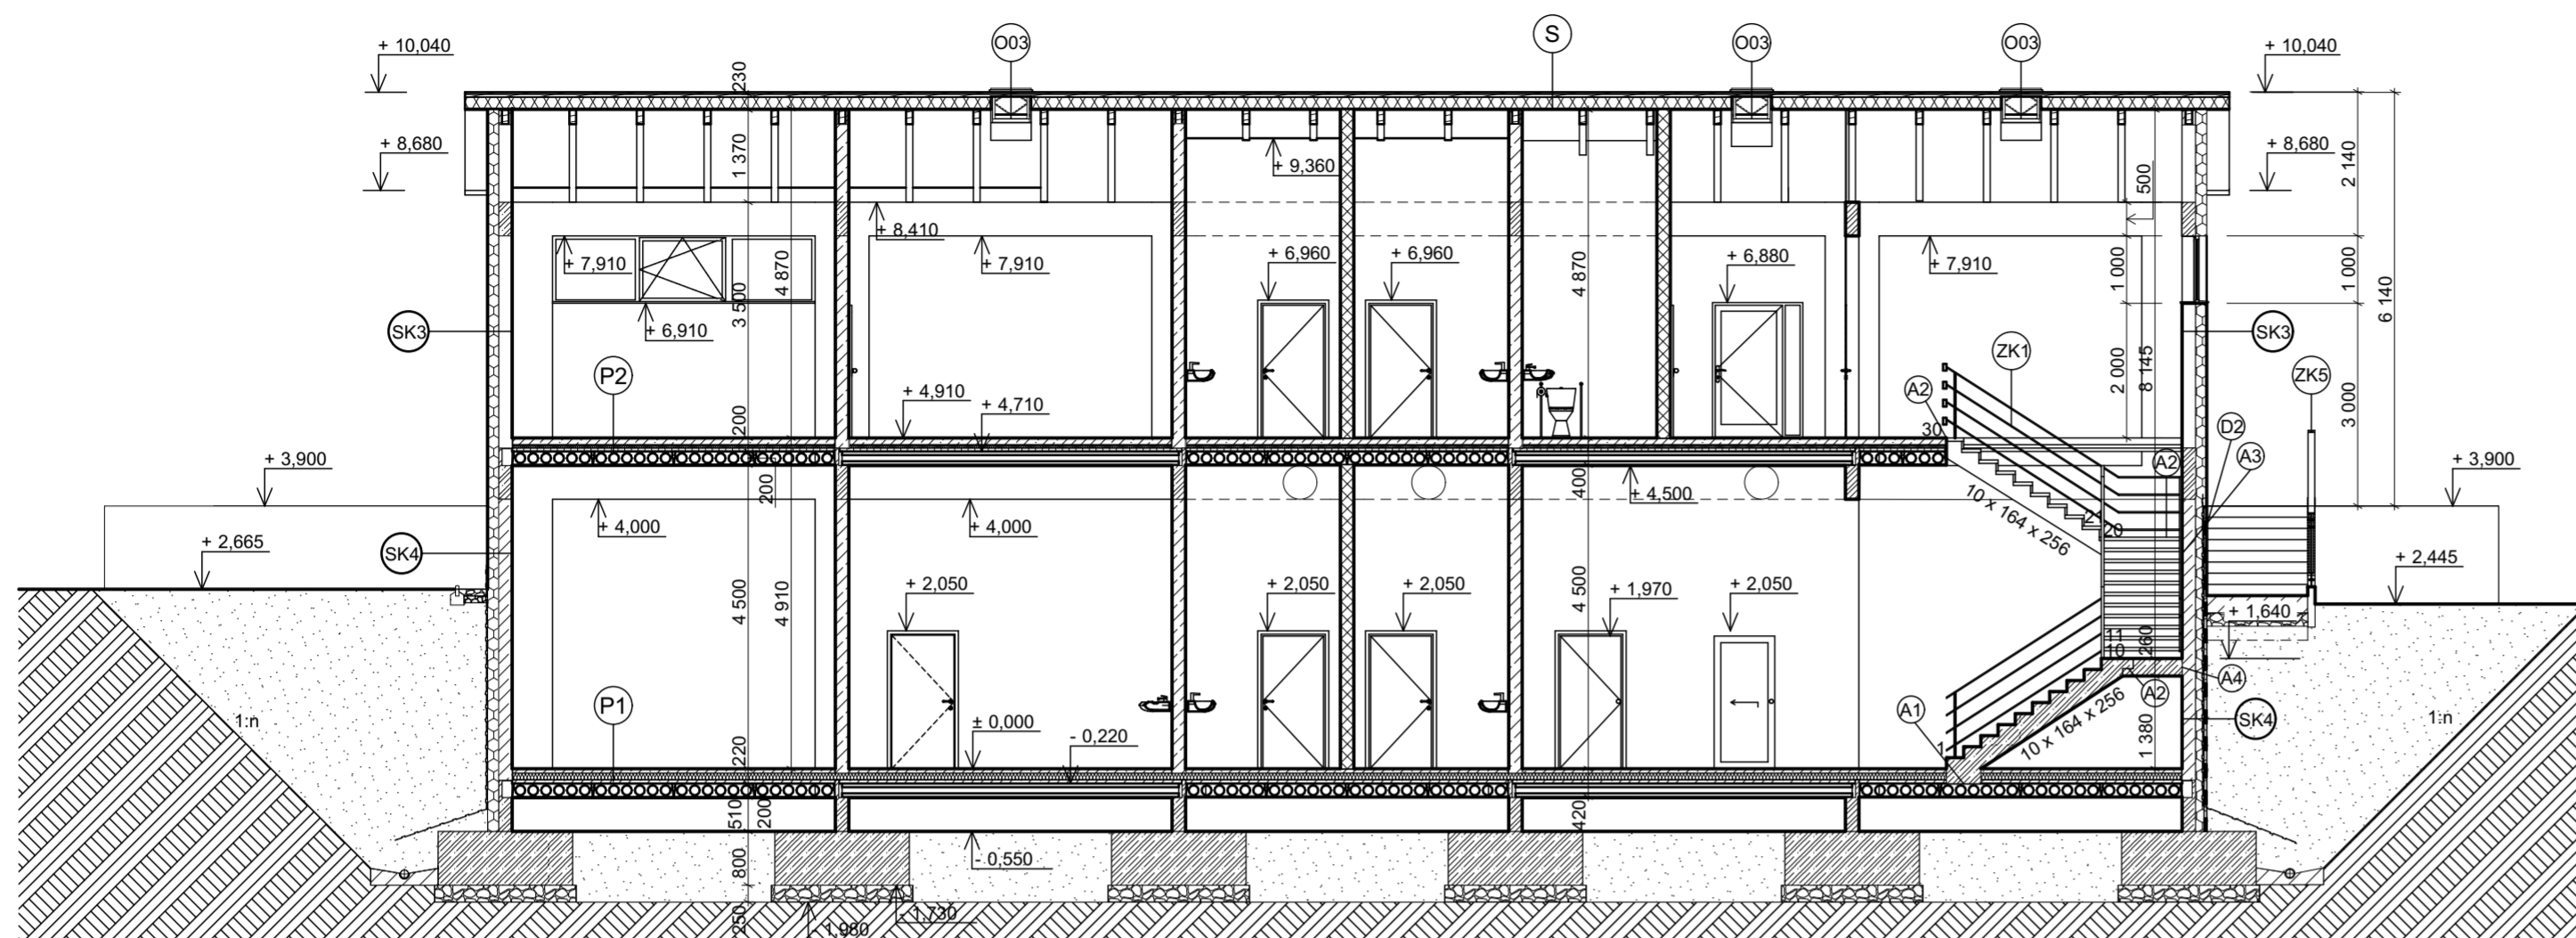 + 10,040
O03
S
O03
O03
+ 10,040
230
+ 8,680
1 370
+ 9,360
500
+ 8,680
2 140
+ 8,410
+ 7,910
4 870
3 500
+ 7,910
+ 6,960
+ 6,960
4 870
+ 6,880
+ 7,910
1 000
1 000
6 140
SK3
+ 6,910
ZK1
SK3
P2
2 000
8 145
ZK5
3 000
+ 4,910
+ 4,710
A2
200
30
D2
A3
A2
+ 3,900
200
400
+ 4,500
+ 3,900
+ 4,000
+ 4,000
10 x 164 x 256
21
20
+ 2,665
SK4
+ 2,445
4 500
4 910
+ 2,050
+ 2,050
+ 2,050
4 500
+ 1,970
+ 2,050
+ 1,640
11
10
260
A4
A2
P1
A1
10 x 164 x 256
SK4
1:n
± 0,000
- 0,220
1
1 380
1:n
220
510
200
420
800
- 0,550
250
- 1,730
- 1,980